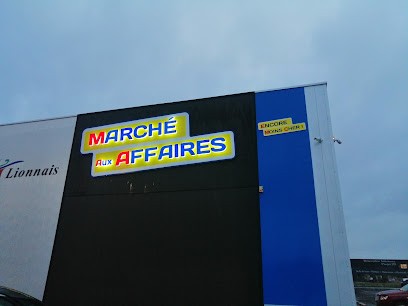 MARCHÉ
AUX AFFAIRES
ENCORE
MOINS CHER !
Lionnais